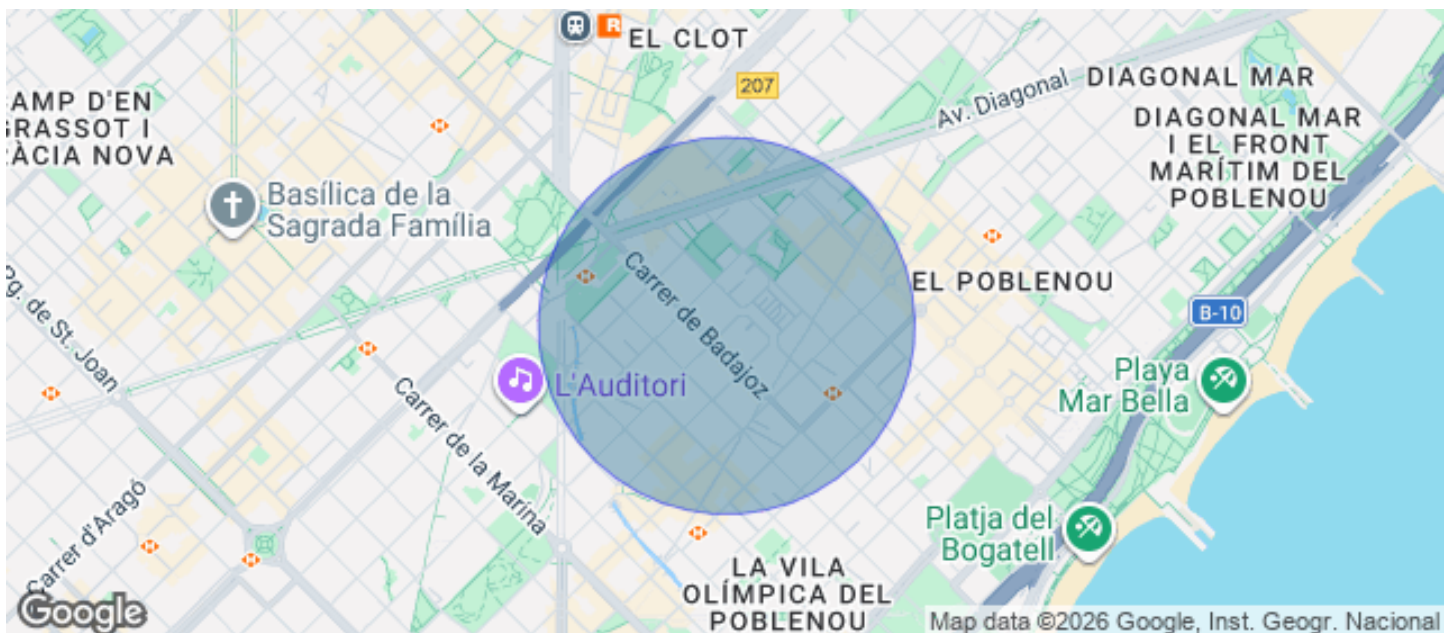 R
EL CLOT
207
Av. Diagonal
DIAGONAL MAR
DIAGONAL MAR
I EL FRONT
MARÍTIM DEL
POBLENOU
CAMP D'EN
GRASSOT I
RÀCIA NOVA
Basílica de la
Sagrada Família
Pg. de St. Joan
Carrer de Badajoz
EL POBLENOU
B-10
L'Auditori
Playa
Mar Bella
Carrer de la Marina
Carrer d'Aragó
Platja del
Bogatell
LA VILA
OLÍMPICA DEL
POBLENOU
Google
Map data ©2026 Google, Inst. Geogr. Nacional